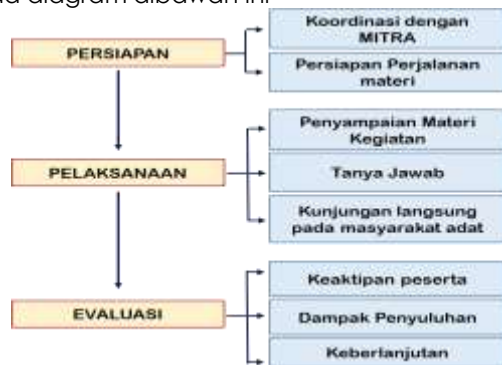 diagram dibawah ini
PERSIAPAN
Koordinasi dengan
MITRA
Persiapan Perjalanan
materi
PELAKSANAAN
Penyampaian Materi
Kegiatan
Tanya Jawab
Kunjungan langsung
pada masyarakat adat
EVALUASI
Keaktipan peserta
Dampak Penyuluhan
Keberlanjutan